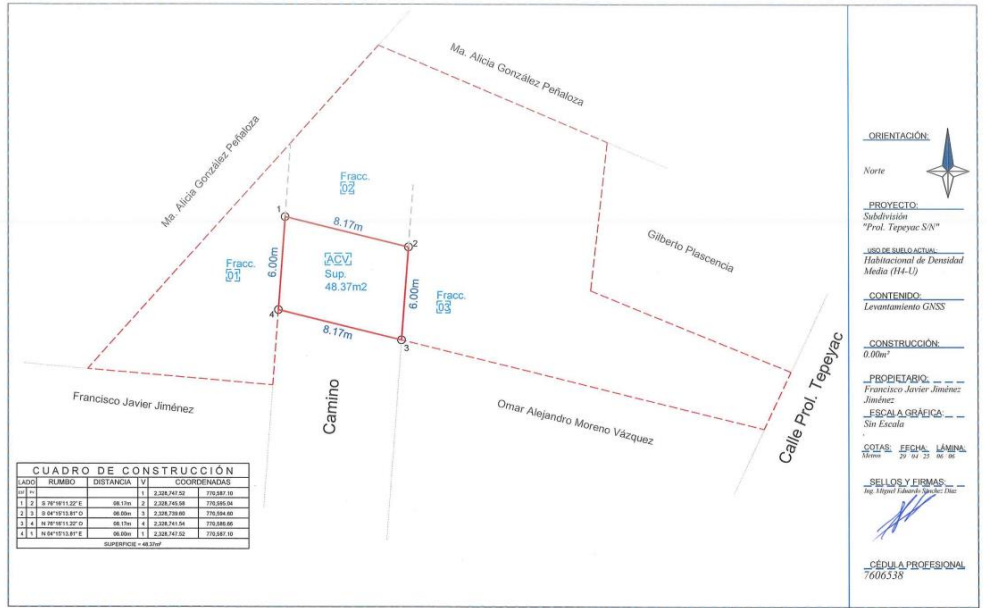 Ma. Alicia González Peñaloza
Ma. Alicia González Peñaloza
Gilberto Plascencia
Fracc.
02
1
8.17m
2
Fracc.
01
6.00m
ACV
Sup.
48.37m2
6.00m
Fracc.
03
4
8.17m
3
Francisco Javier Jiménez
Camino
Omar Alejandro Moreno Vázquez
Calle Prol. Tepeyac
CUADRO DE CONSTRUCCIÓN
LADO RUMBO DISTANCIA V COORDENADAS
1 2,328,747.52 770,587.10
1 2 S 76°16'11.22" E 08.17m 2 2,328,745.58 770,595.04
2 3 S 04°15'13.81" O 06.00m 3 2,328,739.60 770,594.60
3 4 N 76°16'11.22" O 08.17m 4 2,328,741.54 770,586.66
4 1 N 04°15'13.81" E 06.00m 1 2,328,747.52 770,587.10
SUPERFICIE = 48.37m²
ORIENTACIÓN:
Norte
PROYECTO:
Subdivisión
"Prol. Tepeyac S/N"
USO DE SUELO ACTUAL:
Habitacional de Densidad
Media (H4-U)
CONTENIDO:
Levantamiento GNSS
CONSTRUCCIÓN:
0.00m²
PROPIETARIO:
Francisco Javier Jiménez
Jiménez
ESCALA GRÁFICA:
Sin Escala
COTAS: FECHA: LÁMINA:
Metros 29 04 25 06 06
SELLOS Y FIRMAS:
Ing. Miguel Eduardo Sánchez Díaz
CÉDULA PROFESIONAL
7606538